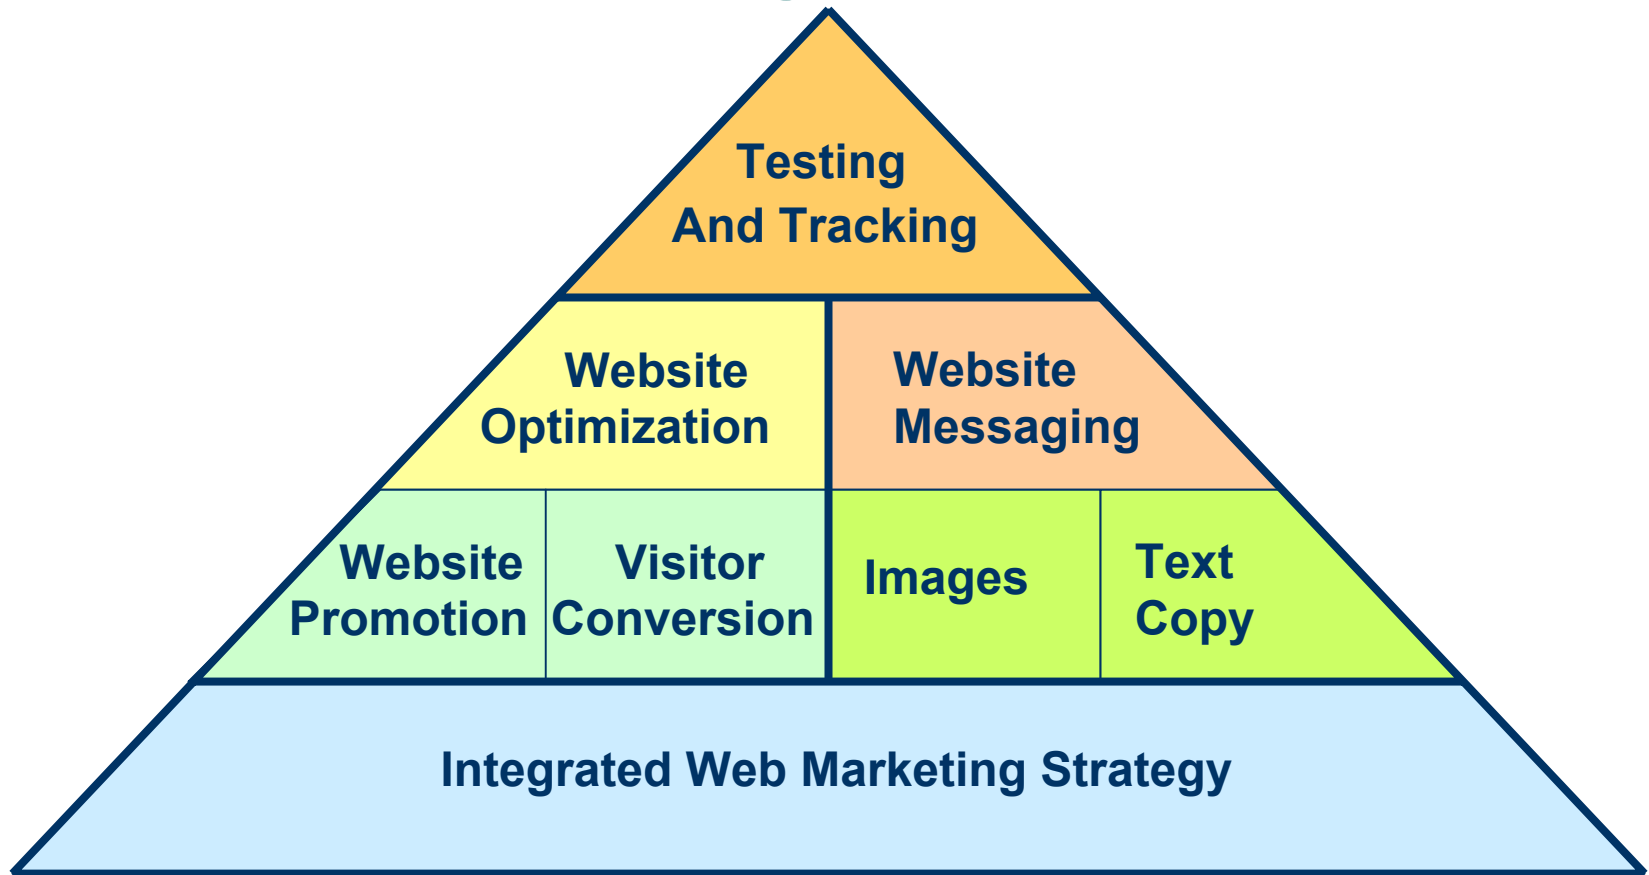 Testing
And Tracking
Website
Optimization
Website
Messaging
Website
Promotion
Visitor
Conversion
Images
Text
Copy
Integrated Web Marketing Strategy